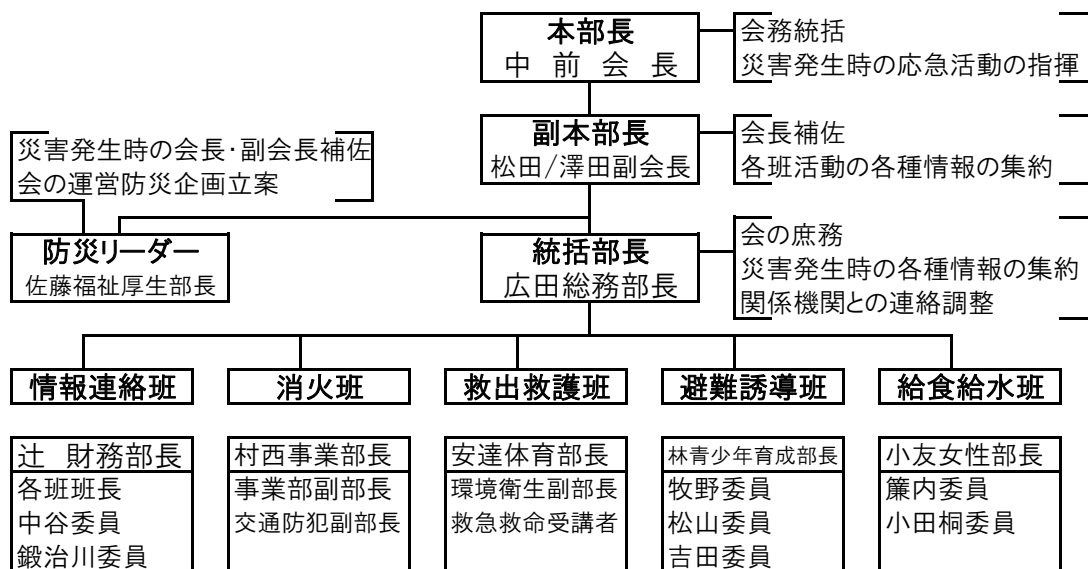 本部長
中 前 会 長
会務統括
災害発生時の応急活動の指揮
副本部長
松田/澤田副会長
会長補佐
各班活動の各種情報の集約
災害発生時の会長・副会長補佐
会の運営防災企画立案
防災リーダー
佐藤福祉厚生部長
統括部長
広田総務部長
会の庶務
災害発生時の各種情報の集約
関係機関との連絡調整
情報連絡班
消火班
救出救護班
避難誘導班
給食給水班
辻 財務部長
各班班長
中谷委員
鍛治川委員
村西事業部長
事業部副部長
交通防犯副部長
安達体育部長
環境衛生副部長
救急救命受講者
林青少年育成部長
牧野委員
松山委員
吉田委員
小友女性部長
簾内委員
小田桐委員